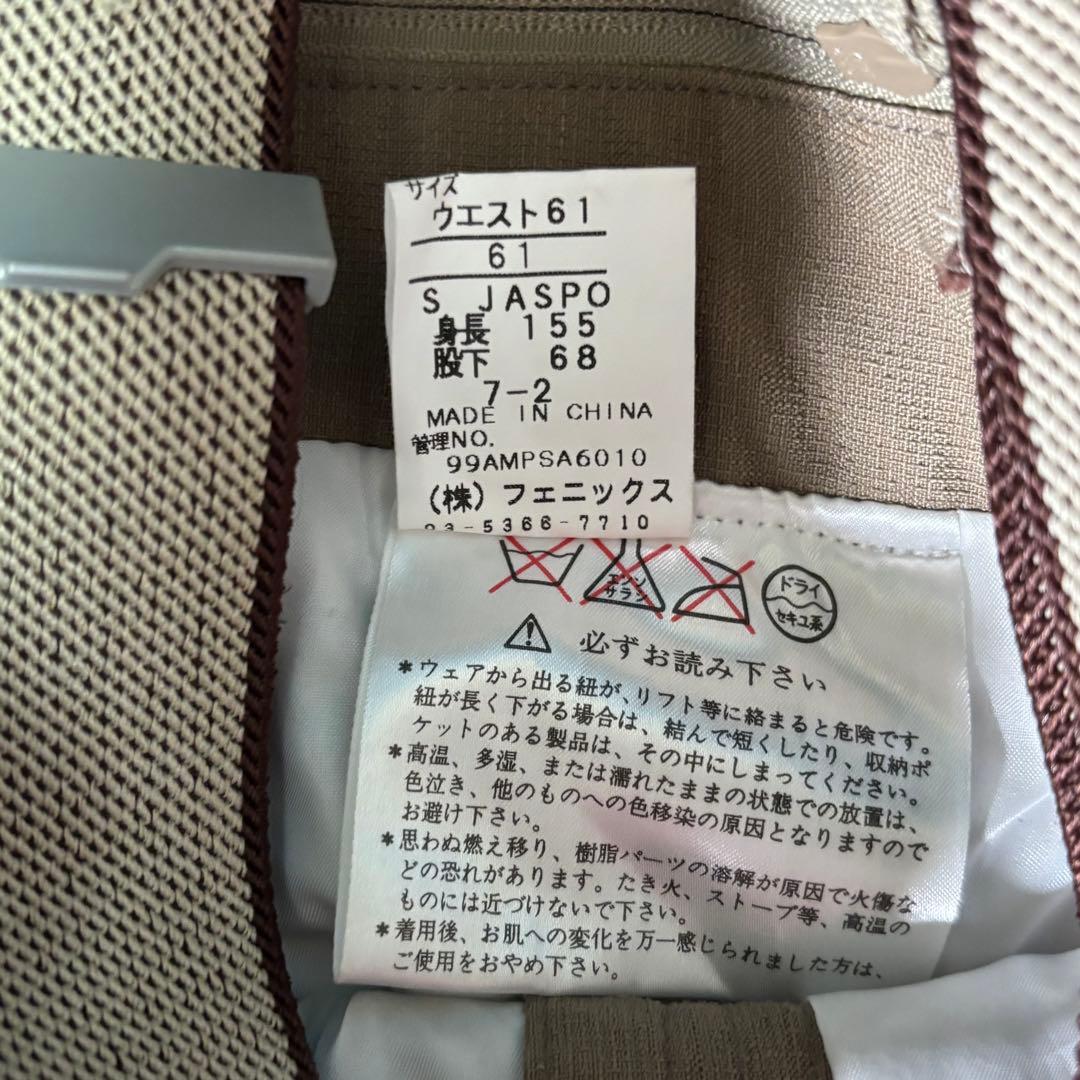 サイズ
ウエスト61
61
S JASPO
身長 155
股下 68
7-2
MADE IN CHINA
管理NO.
99AMPSA6010
(株)フェニックス
03-5366-7710
エンソ
サラシ
ドライ
セキユ系
必ずお読み下さい
*ウェアから出る紐が、リフト等に絡まると危険です。
紐が長く下がる場合は、結んで短くしたり、収納ポ
ケットのある製品は、その中にしまってください。
*高温、多湿、または濡れたままの状態での放置は、
色泣き、他のものへの色移染の原因となりますので
お避け下さい。
*思わぬ燃え移り、樹脂パーツの溶解が原因で火傷な
どの恐れがあります。たき火、ストーブ等、高温の
ものには近づけないで下さい。
*着用後、お肌への変化を万一感じられました方は、
ご使用をおやめ下さい。